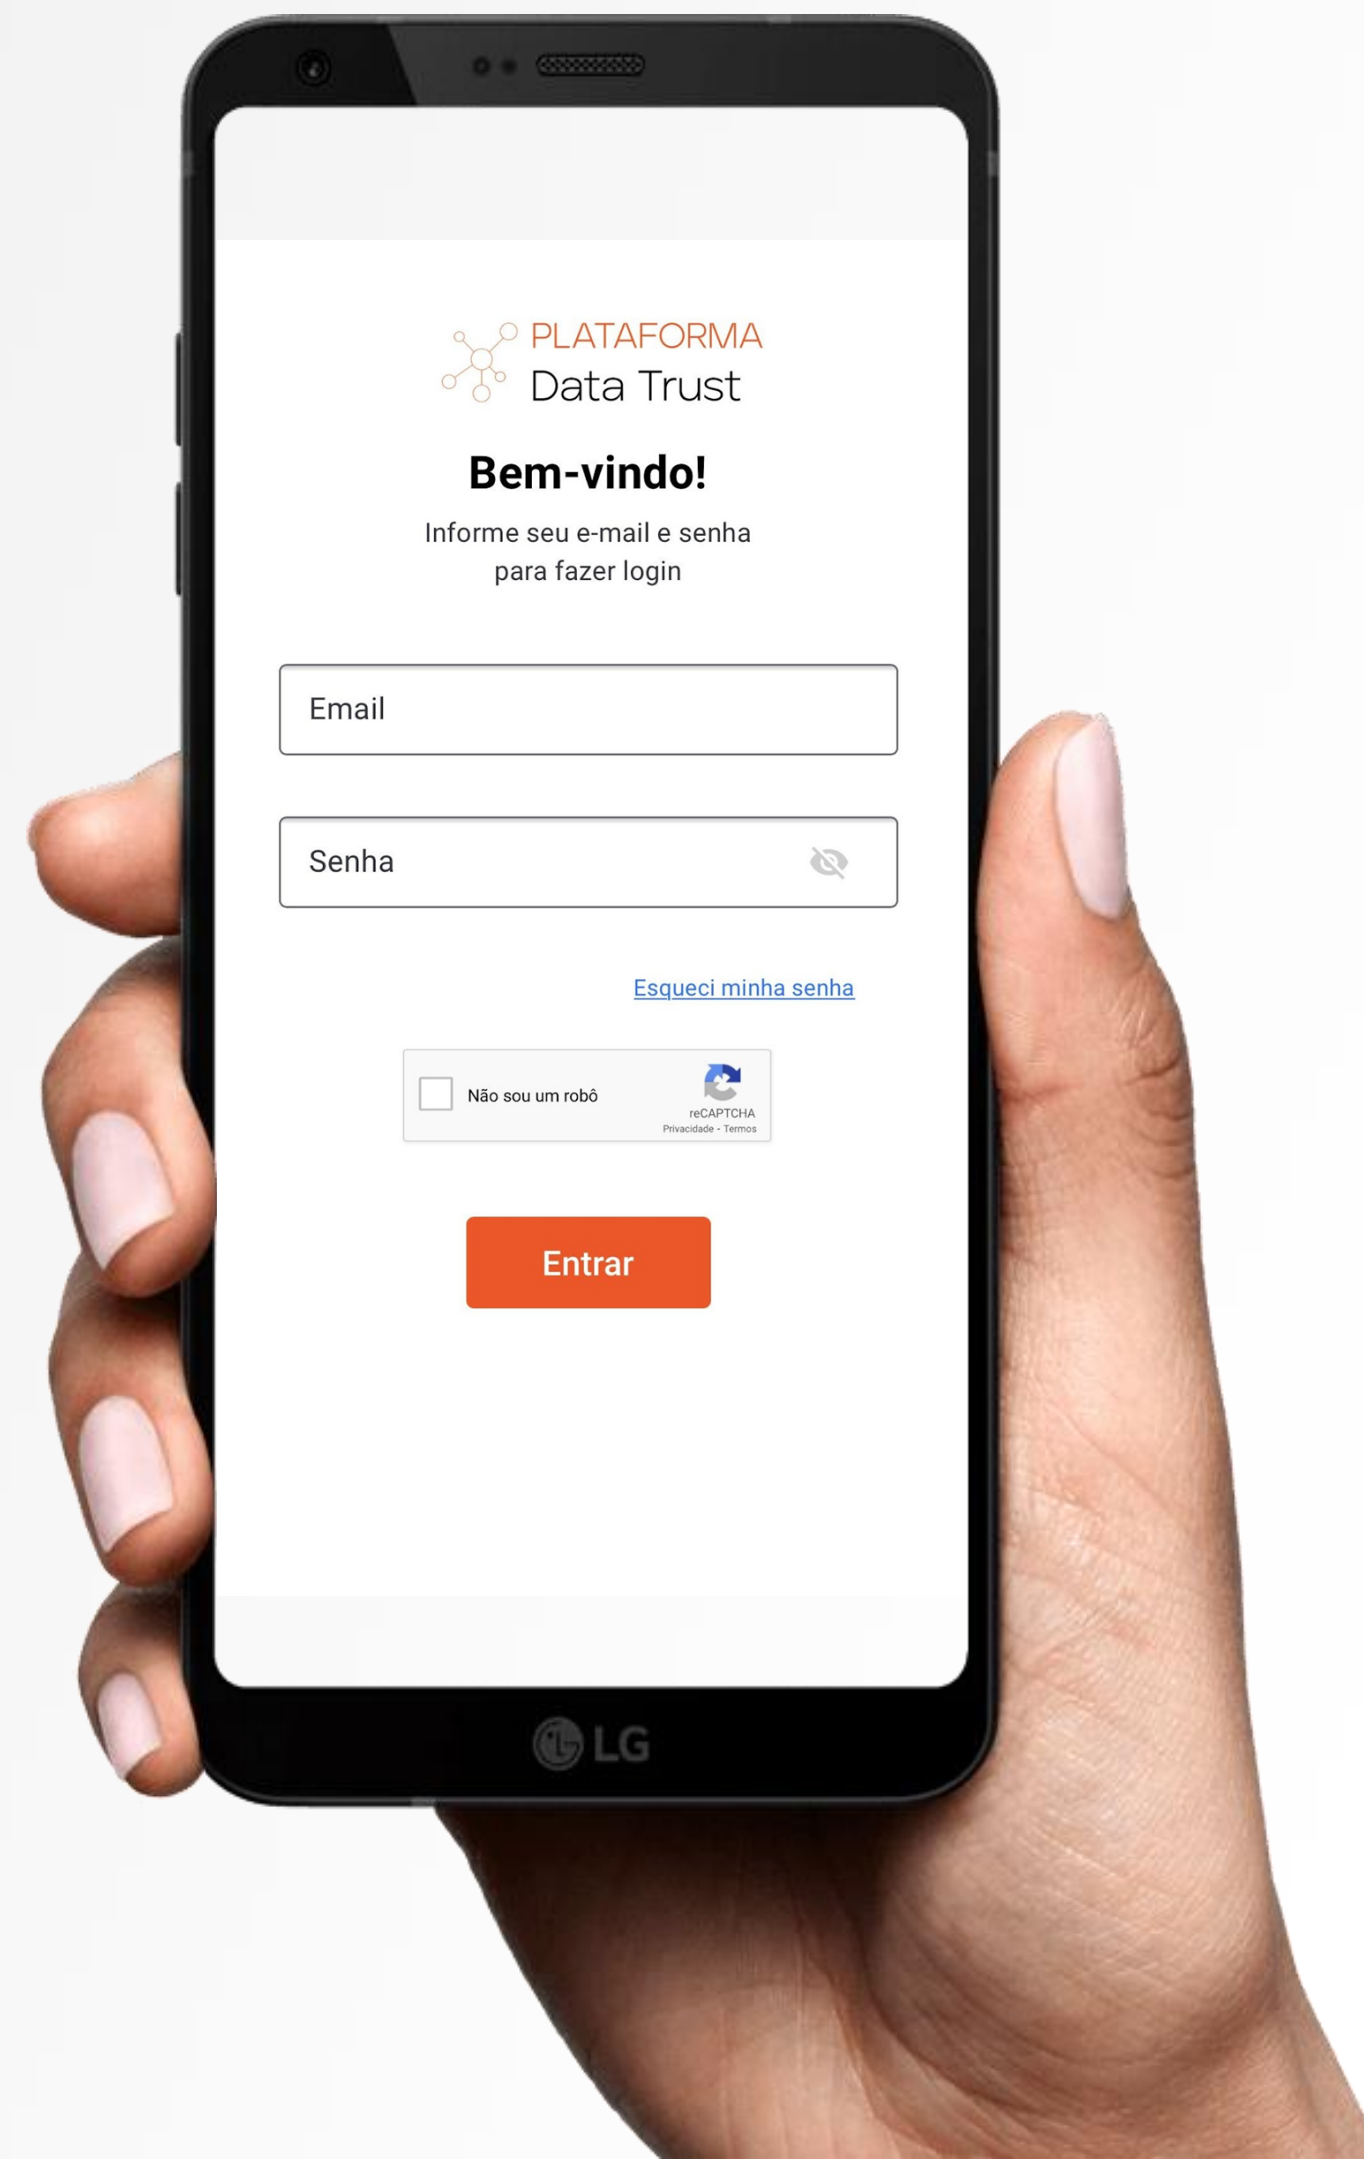 PLATAFORMA
Data Trust
Bem-vindo!
Informe seu e-mail e senha
para fazer login
Email
Senha
Esqueci minha senha
Não sou um robô
reCAPTCHA
Privacidade - Termos
Entrar
LG